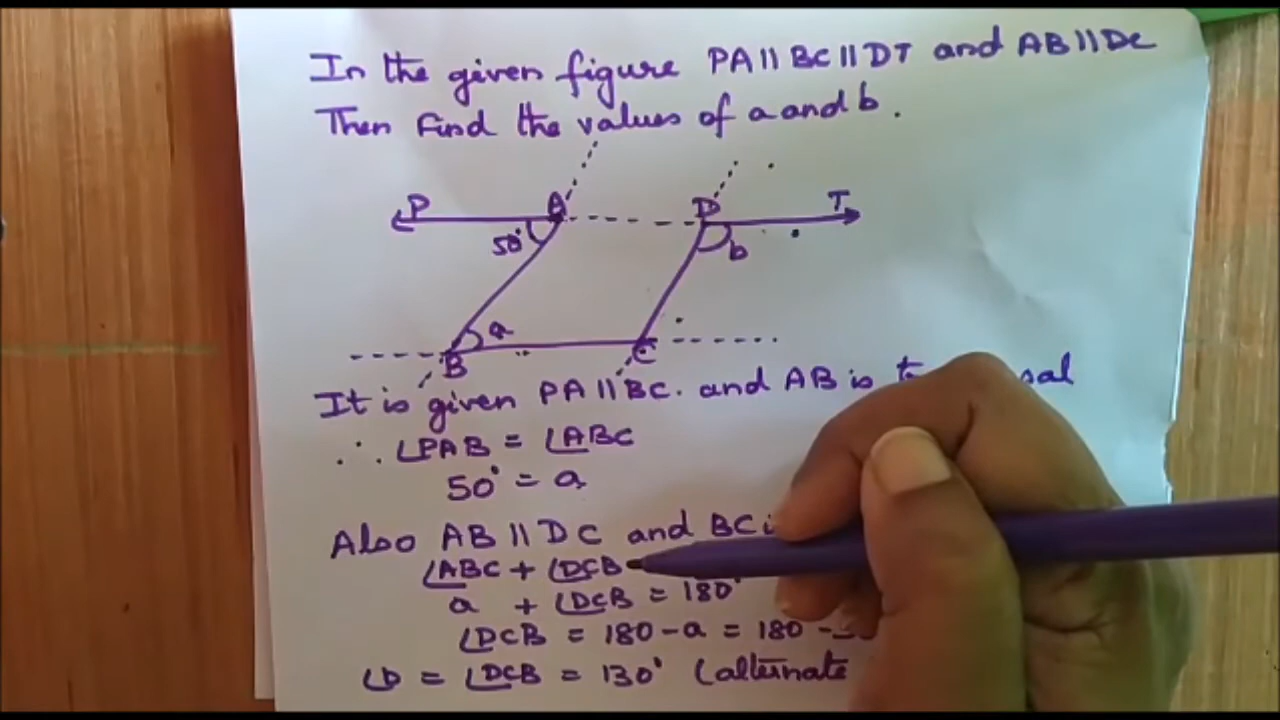 In the given figure PA || BC || DT and AB || DC
Then find the values of a and b.
P A D T
50° b
a
B C
It is given PA || BC. and AB is
∴ ∠PAB = ∠ABC
50° = a
Also AB || DC and BC
∠ABC + ∠DCB
a + ∠DCB = 180°
∠DCB = 180 - a = 180 -
∠D = ∠DCB = 130° (alternate